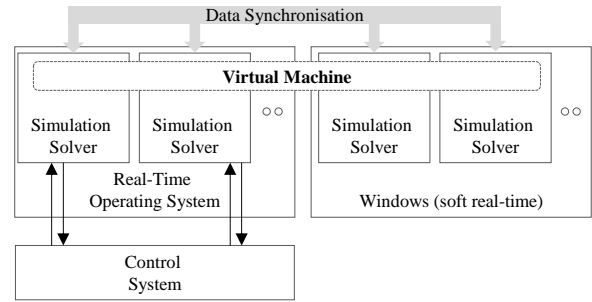 Data Synchronisation
Virtual Machine
Simulation
Solver
Simulation
Solver
Simulation
Solver
Simulation
Solver
Real-Time
Operating System
Windows (soft real-time)
Control
System